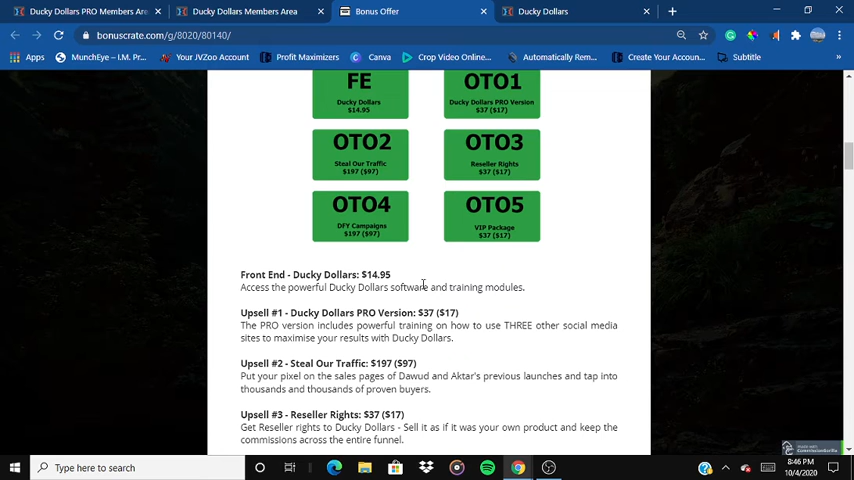 Ducky Dollars PRO Members Are
Ducky Dollars Members Area
Bonus Offer
Ducky Dollars
bonuscrate.com/g/8020/80140/
Apps
MunchEye – I.M. Pr...
Your JVZoo Account
Profit Maximizers
Canva
Crop Video Online...
Automatically Rem...
Create Your Accoun...
Subtitle
FE
Ducky Dollars
$14.95
OTO1
Ducky Dollars PRO Version
$37 ($17)
OTO2
Steal Our Traffic
$197 ($97)
OTO3
Reseller Rights
$37 ($17)
OTO4
DFY Campaigns
$197 ($97)
OTO5
VIP Package
$37 ($17)
Front End - Ducky Dollars: $14.95
Access the powerful Ducky Dollars software and training modules.
Upsell #1 - Ducky Dollars PRO Version: $37 ($17)
The PRO version includes powerful training on how to use THREE other social media
sites to maximise your results with Ducky Dollars.
Upsell #2 - Steal Our Traffic: $197 ($97)
Put your pixel on the sales pages of Dawud and Aktar's previous launches and tap into
thousands and thousands of proven buyers.
Upsell #3 - Reseller Rights: $37 ($17)
Get Reseller rights to Ducky Dollars - Sell it as if it was your own product and keep the
commissions across the entire funnel.
Type here to search
8:46 PM
10/4/2020